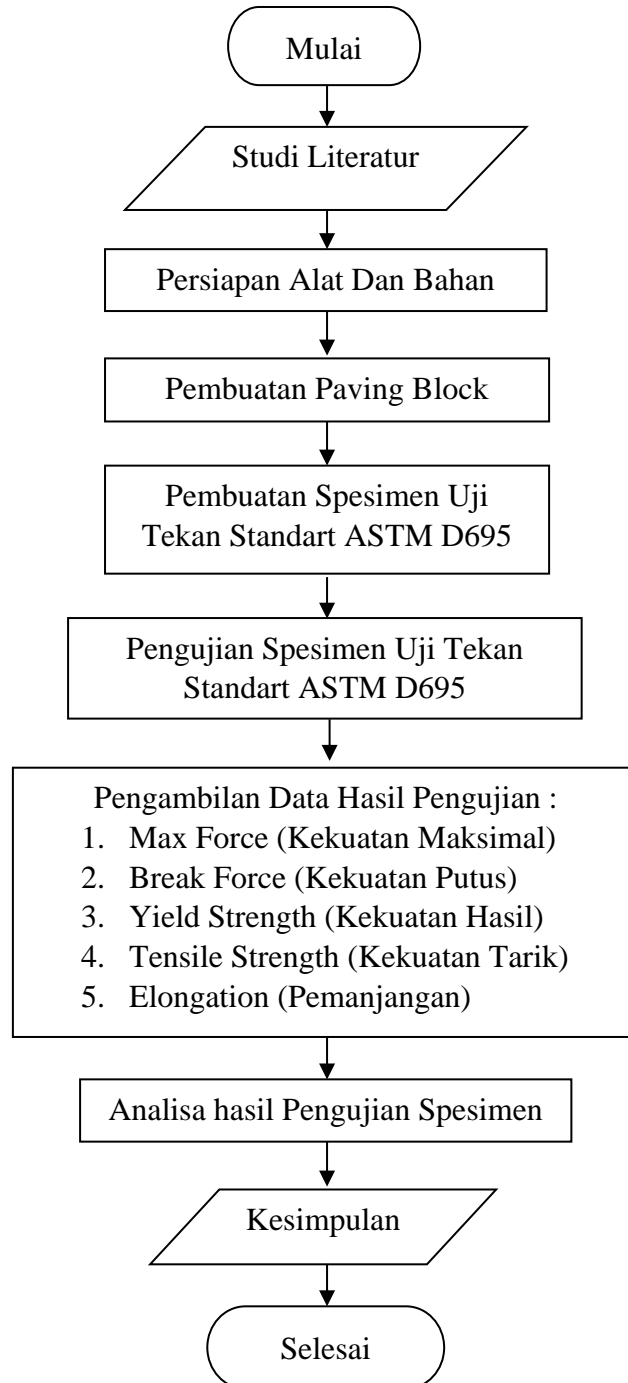 Mulai
Studi Literatur
Persiapan Alat Dan Bahan
Pembuatan Paving Block
Pembuatan Spesimen Uji
Tekan Standart ASTM D695
Pengujian Spesimen Uji Tekan
Standart ASTM D695
Pengambilan Data Hasil Pengujian :
1. Max Force (Kekuatan Maksimal)
2. Break Force (Kekuatan Putus)
3. Yield Strength (Kekuatan Hasil)
4. Tensile Strength (Kekuatan Tarik)
5. Elongation (Pemanjangan)
Analisa hasil Pengujian Spesimen
Kesimpulan
Selesai